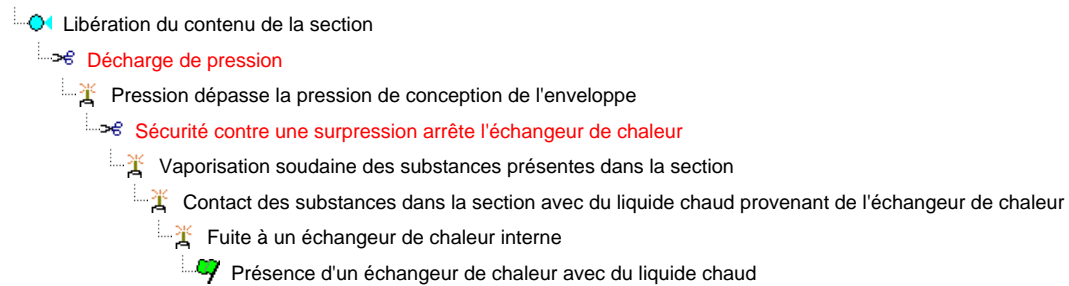 Libération du contenu de la section
Décharge de pression
Pression dépasse la pression de conception de l'enveloppe
Sécurité contre une surpression arrête l'échangeur de chaleur
Vaporisation soudaine des substances présentes dans la section
Contact des substances dans la section avec du liquide chaud provenant de l'échangeur de chaleur
Fuite à un échangeur de chaleur interne
Présence d'un échangeur de chaleur avec du liquide chaud